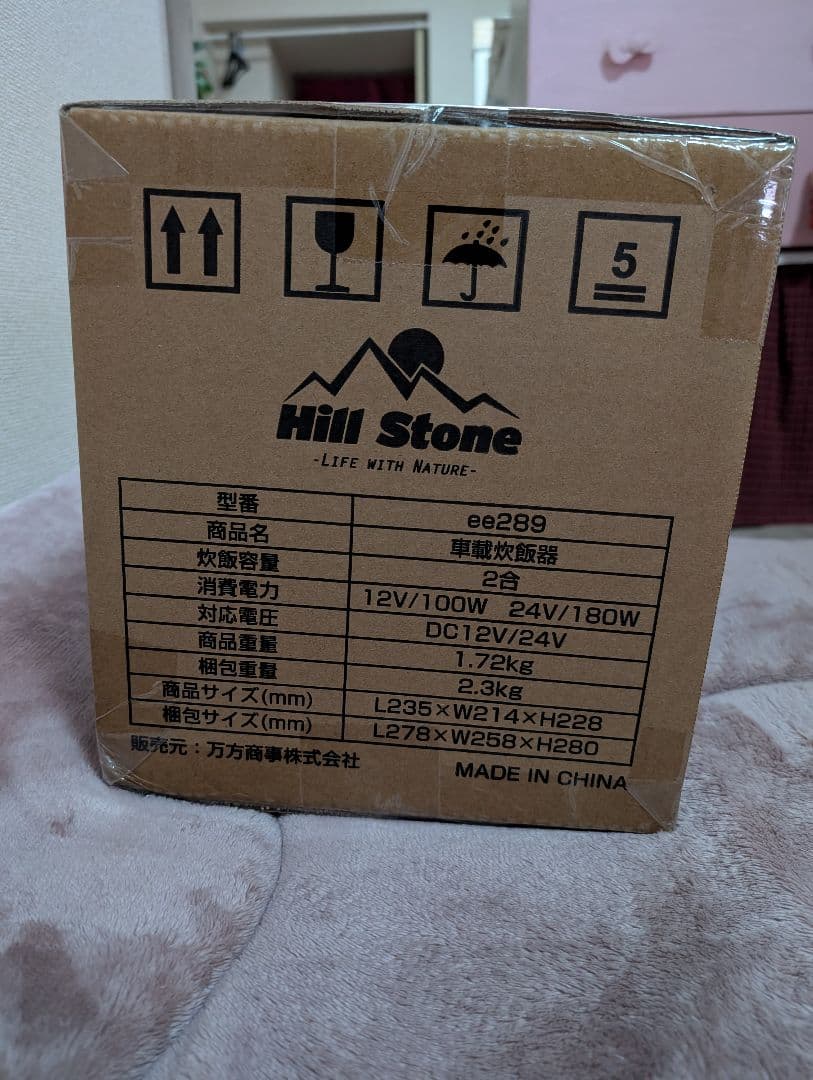 5
Hill Stone
-LIFE WITH NATURE-
型番 ee289
商品名 車載炊飯器
炊飯容量 2合
消費電力 12V/100W 24V/180W
対応電圧 DC12V/24V
商品重量 1.72kg
梱包重量 2.3kg
商品サイズ(mm) L235×W214×H228
梱包サイズ(mm) L278×W258×H280
販売元：万方商事株式会社
MADE IN CHINA